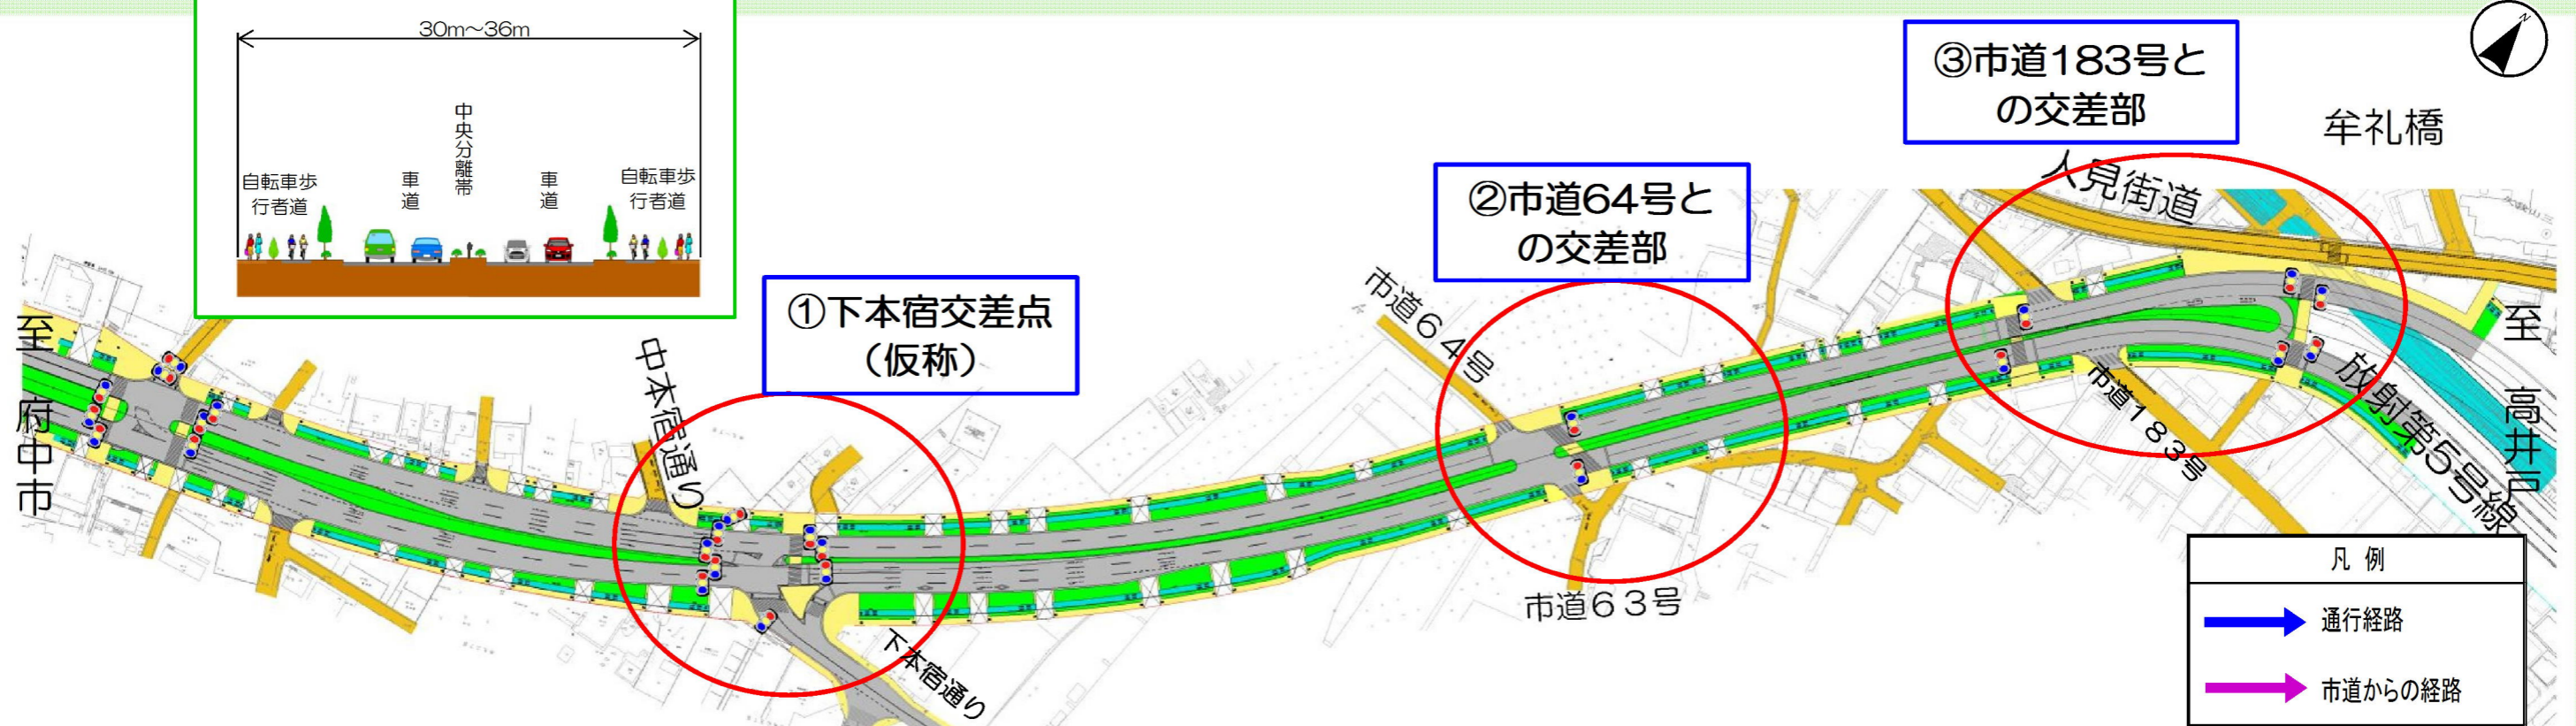 30m～36m
自転車歩
行者道
車道
中央分離帯
車道
自転車歩
行者道
①下本宿交差点
（仮称）
②市道64号と
の交差部
③市道183号と
の交差部
N
牟礼橋
人見街道
至 府中市
中本宿通り
下本宿通り
市道６４号
市道６３号
市道１８３号
放射第5号線
至 高井戸
凡 例
通行経路
市道からの経路